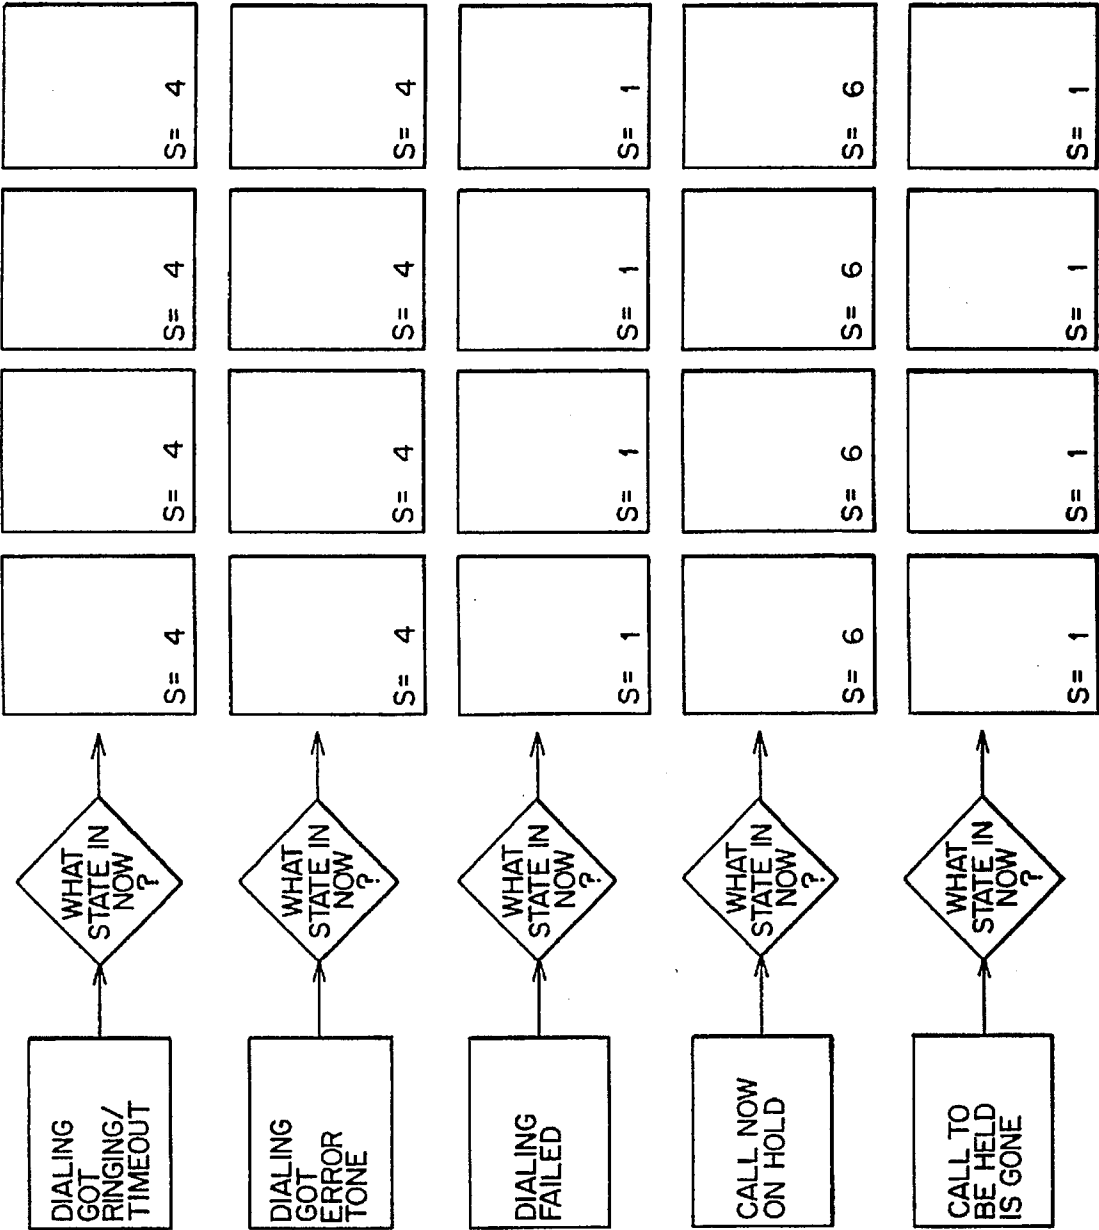 DIALING
GOT
RINGING/
TIMEOUT
WHAT
STATE IN
NOW
?
S= 4
S= 4
S= 4
S= 4
DIALING
GOT
ERROR
TONE
WHAT
STATE IN
NOW
?
S= 4
S= 4
S= 4
S= 4
DIALING
FAILED
WHAT
STATE IN
NOW
?
S= 1
S= 1
S= 1
S= 1
CALL NOW
ON HOLD
WHAT
STATE IN
NOW
?
S= 6
S= 6
S= 6
S= 6
CALL TO
BE HELD
IS GONE
WHAT
STATE IN
NOW
?
S= 1
S= 1
S= 1
S= 1